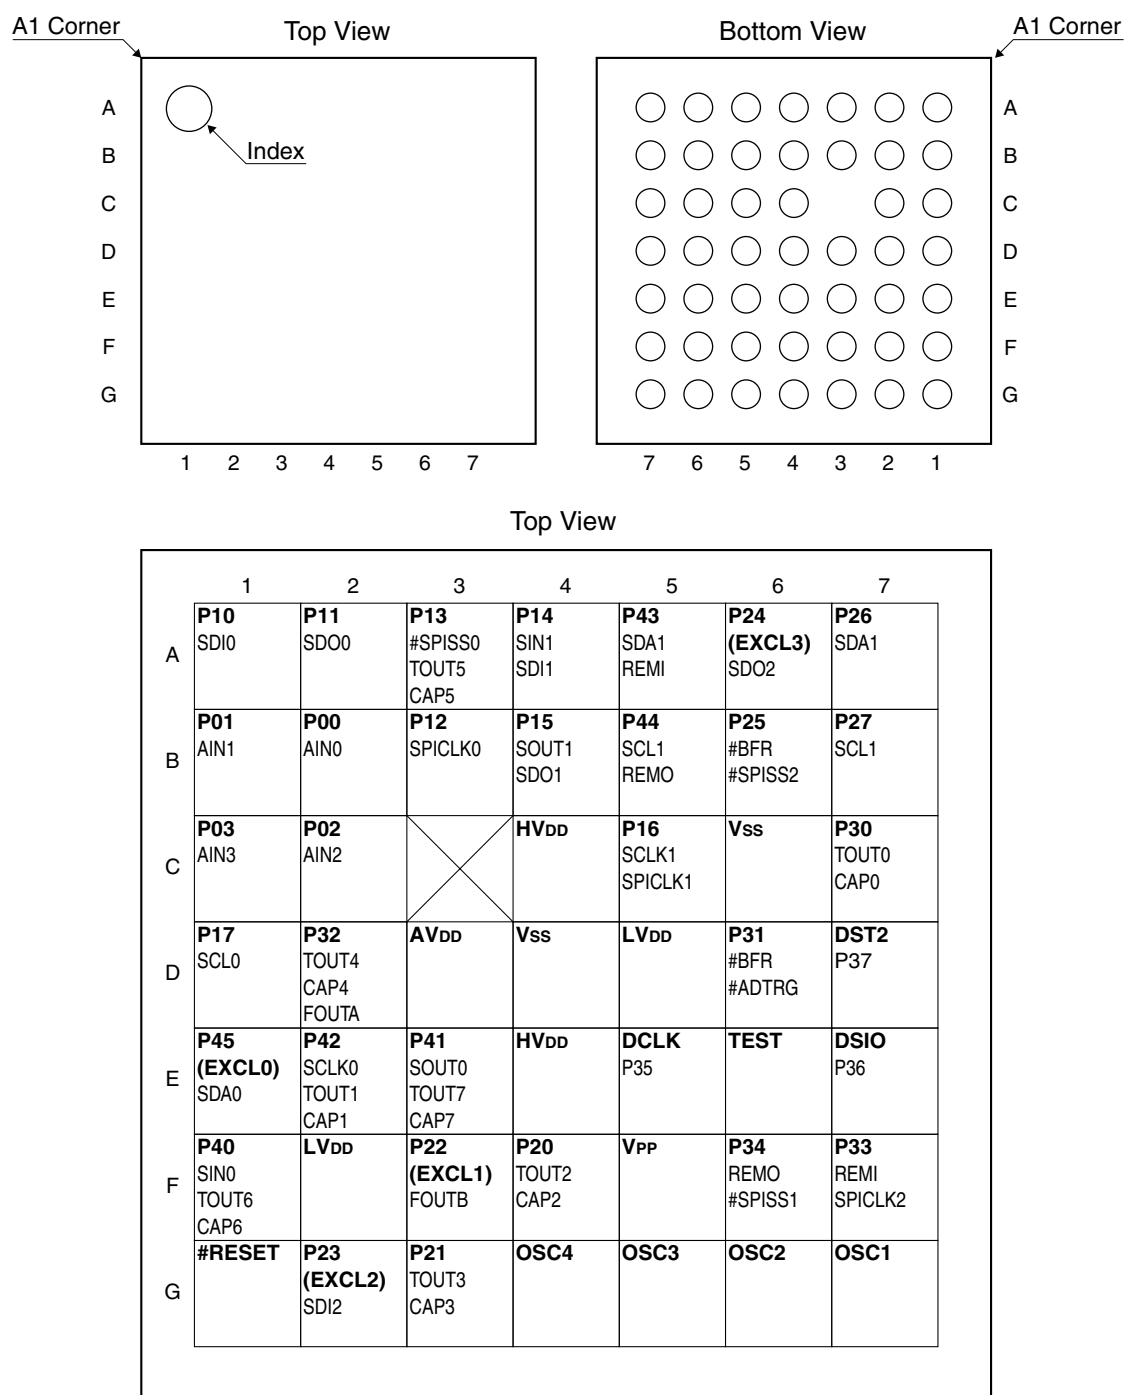 A1 Corner
Top View
Bottom View
A1 Corner
A
B
C
D
E
F
G
Index
1 2 3 4 5 6 7
A
B
C
D
E
F
G
7 6 5 4 3 2 1
Top View
1 2 3 4 5 6 7
A
P10
SDI0
P11
SDO0
P13
#SPISS0
TOUT5
CAP5
P14
SIN1
SDI1
P43
SDA1
REMI
P24
(EXCL3)
SDO2
P26
SDA1
B
P01
AIN1
P00
AIN0
P12
SPICLK0
P15
SOUT1
SDO1
P44
SCL1
REMO
P25
#BFR
#SPISS2
P27
SCL1
C
P03
AIN3
P02
AIN2
HVDD
P16
SCLK1
SPICLK1
VSS
P30
TOUT0
CAP0
D
P17
SCL0
P32
TOUT4
CAP4
FOUTA
AVDD
VSS
LVDD
P31
#BFR
#ADTRG
DST2
P37
E
P45
(EXCL0)
SDA0
P42
SCLK0
TOUT1
CAP1
P41
SOUT0
TOUT7
CAP7
HVDD
DCLK
P35
TEST
DSIO
P36
F
P40
SIN0
TOUT6
CAP6
LVDD
P22
(EXCL1)
FOUTB
P20
TOUT2
CAP2
VPP
P34
REMO
#SPISS1
P33
REMI
SPICLK2
G
#RESET
P23
(EXCL2)
SDI2
P21
TOUT3
CAP3
OSC4
OSC3
OSC2
OSC1